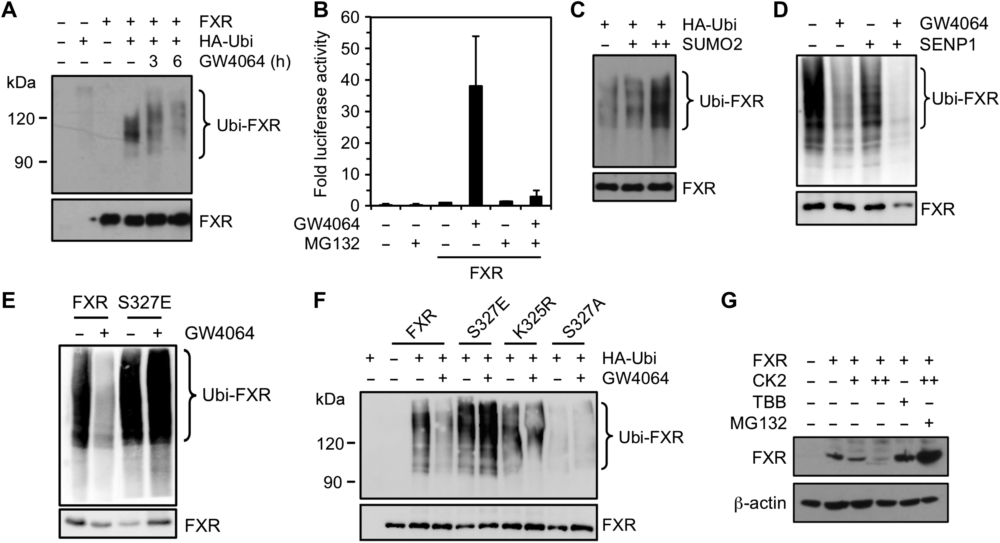 A
– – + + + + FXR
– + – + + + HA-Ubi
– – – – 3 6 GW4064 (h)
kDa
120
90
Ubi-FXR
FXR
B
Fold luciferase activity
60
50
40
30
20
10
0
GW4064 – – – + – +
MG132 – + – – + +
FXR
C
+ + + HA-Ubi
– + ++ SUMO2
Ubi-FXR
FXR
D
– + – + GW4064
– – + + SENP1
Ubi-FXR
FXR
E
FXR S327E
– + – + GW4064
Ubi-FXR
FXR
F
FXR S327E K325R S327A
+ – + + + + + + + + HA-Ubi
– – – + – + – + – + GW4064
kDa
120
90
Ubi-FXR
FXR
G
FXR – + + + + +
CK2 – – + ++ – ++
TBB – – – – + –
MG132 – – – – – +
FXR
β-actin